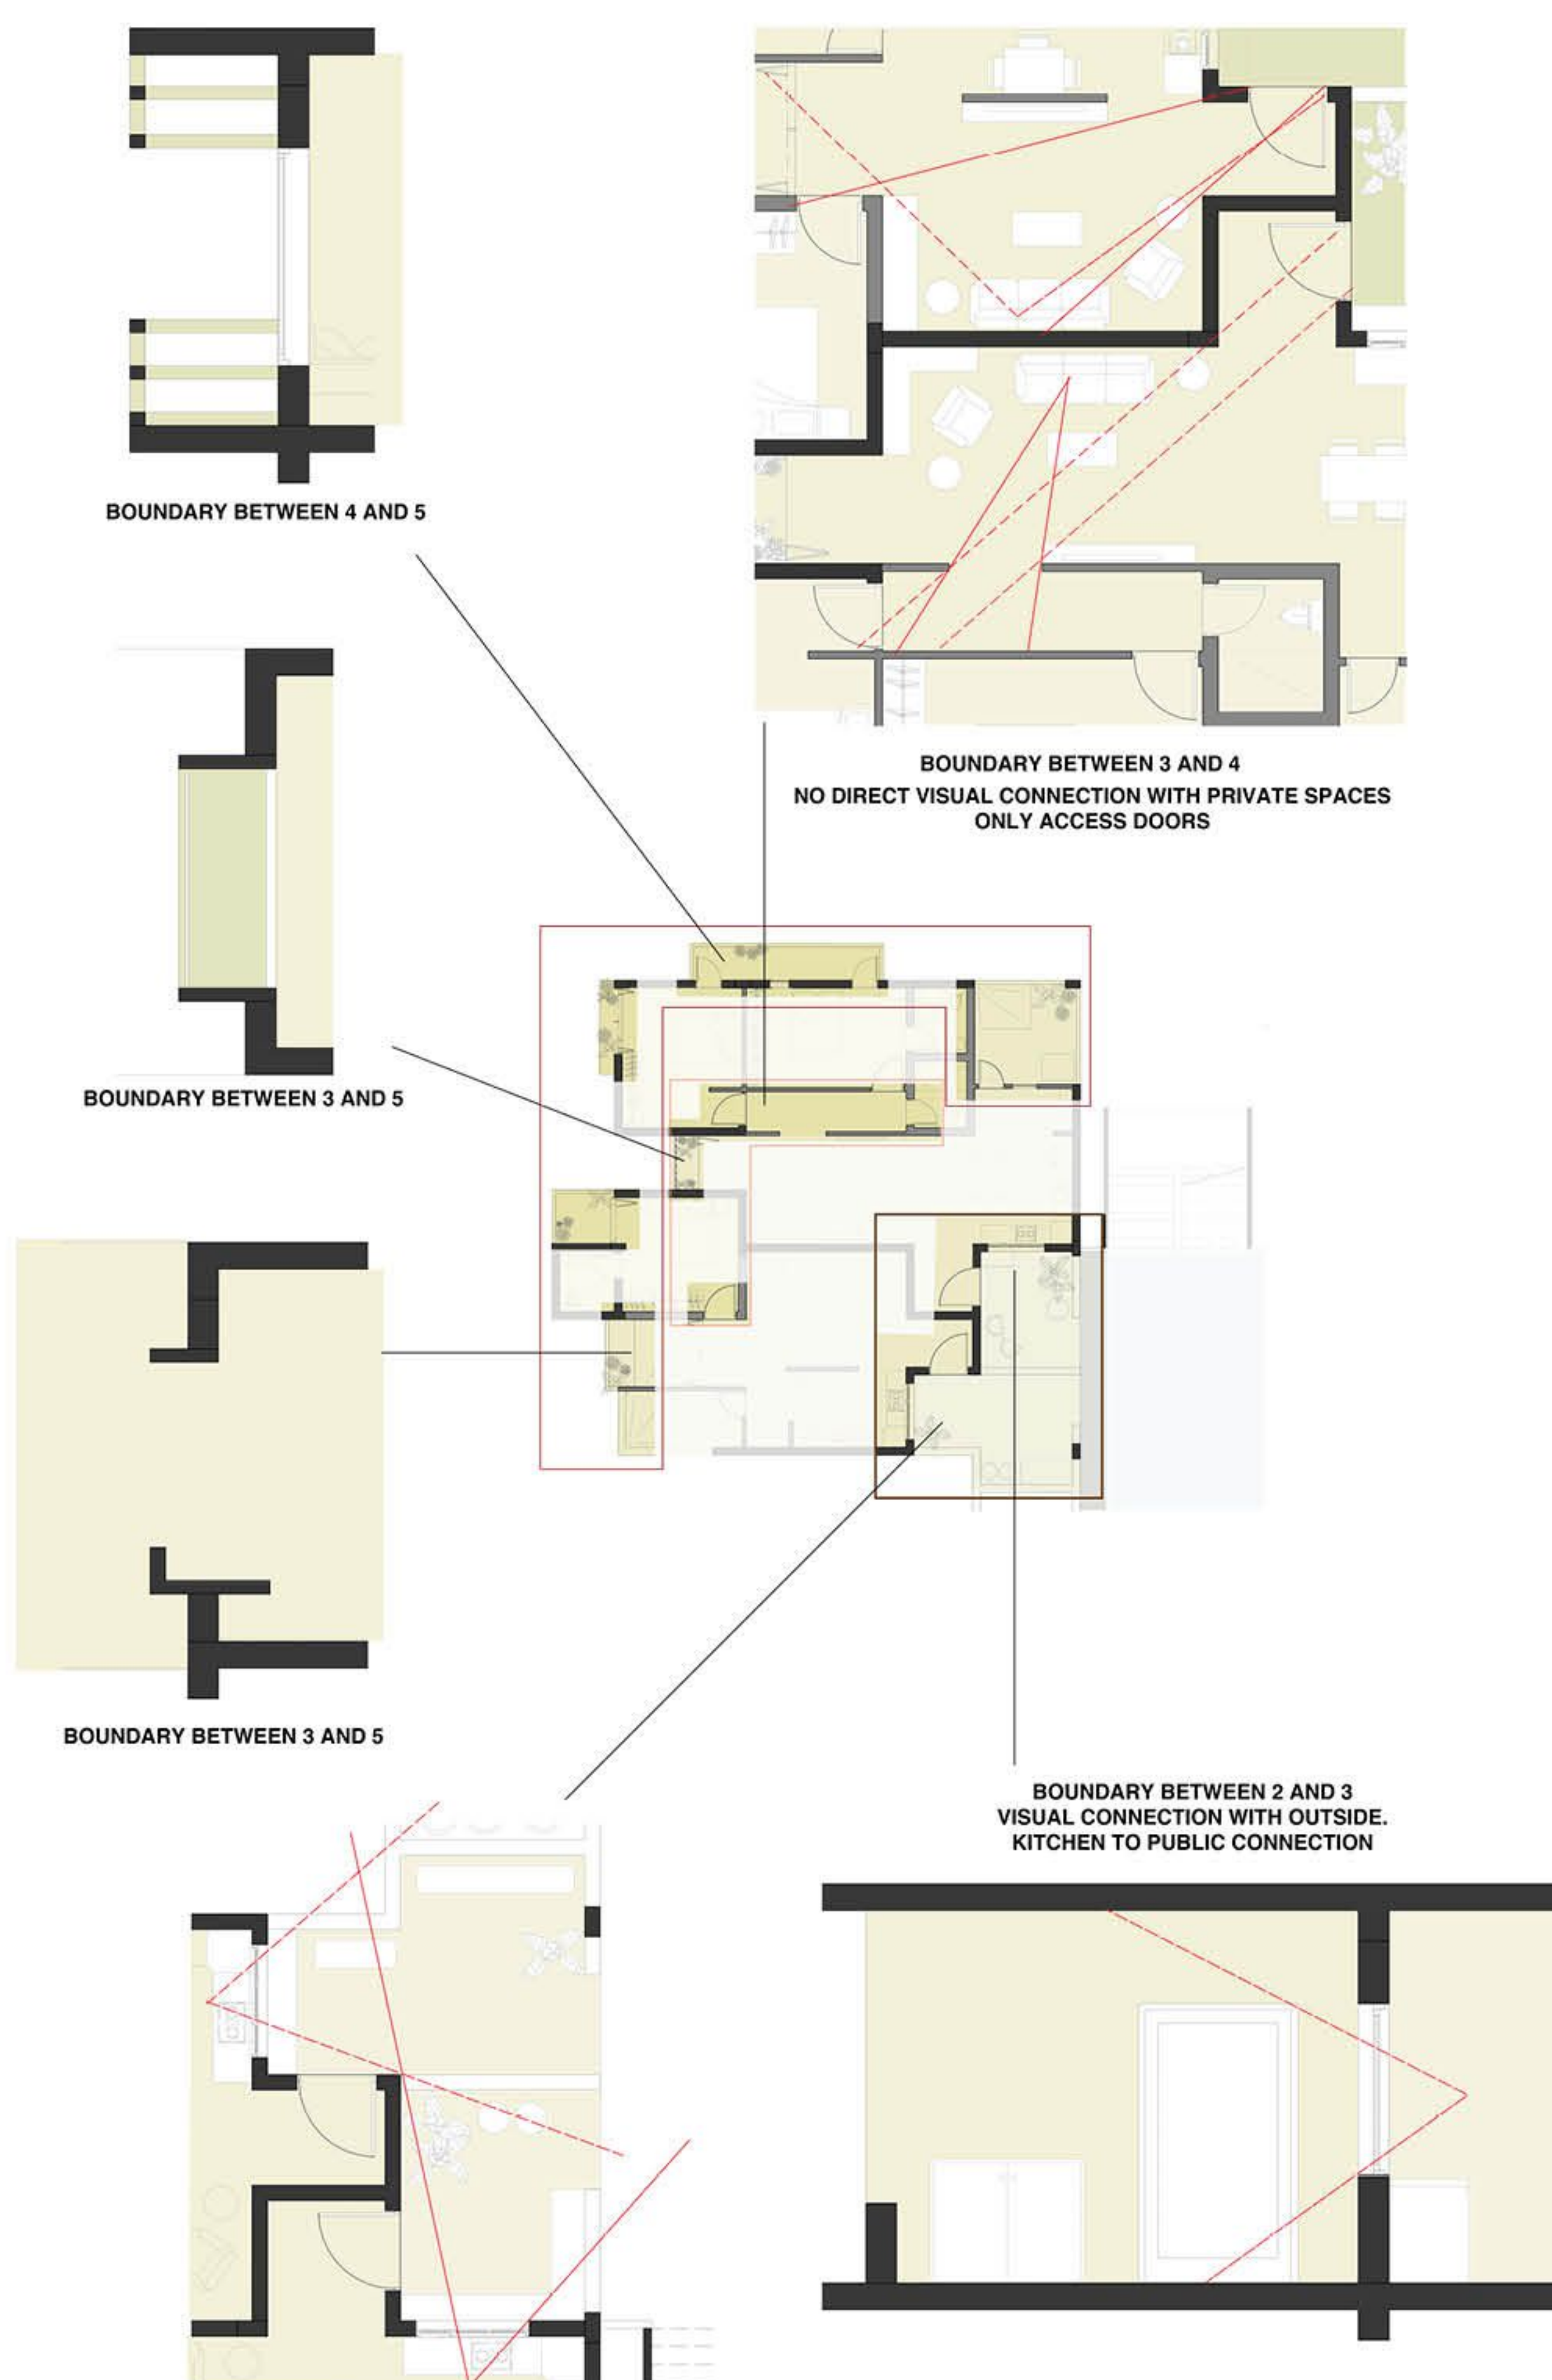 BOUNDARY BETWEEN 4 AND 5
BOUNDARY BETWEEN 3 AND 4
NO DIRECT VISUAL CONNECTION WITH PRIVATE SPACES
ONLY ACCESS DOORS
BOUNDARY BETWEEN 3 AND 5
BOUNDARY BETWEEN 3 AND 5
BOUNDARY BETWEEN 2 AND 3
VISUAL CONNECTION WITH OUTSIDE.
KITCHEN TO PUBLIC CONNECTION